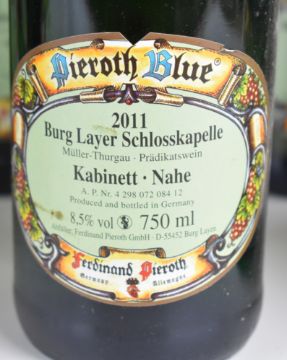 Pieroth Blue®
2011
Burg Layer Schlosskapelle
Müller-Thurgau · Prädikatswein
Kabinett · Nahe
A. P. Nr. 4 298 072 084 12
Produced and bottled in Germany
8,5% vol 750 ml
Abfüller: Ferdinand Pieroth GmbH · D-55452 Burg Layen
Ferdinand Pieroth
Germany Allemagne